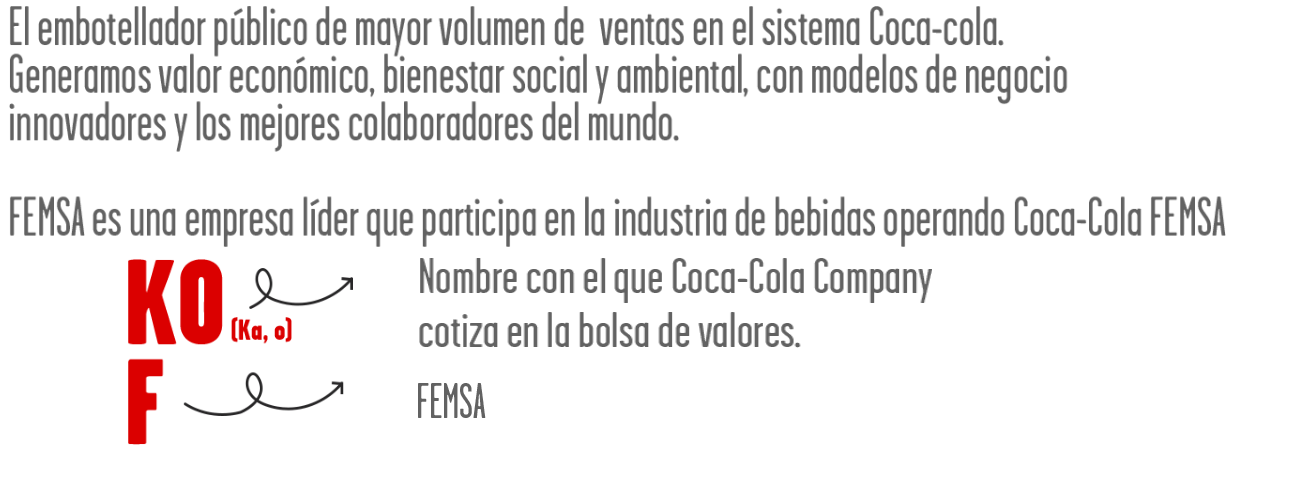 El embotellador público de mayor volumen de ventas en el sistema Coca-cola.
Generamos valor económico, bienestar social y ambiental, con modelos de negocio
innovadores y los mejores colaboradores del mundo.
FEMSA es una empresa líder que participa en la industria de bebidas operando Coca-Cola FEMSA
KO
(Ka, o)
Nombre con el que Coca-Cola Company
cotiza en la bolsa de valores.
F
FEMSA